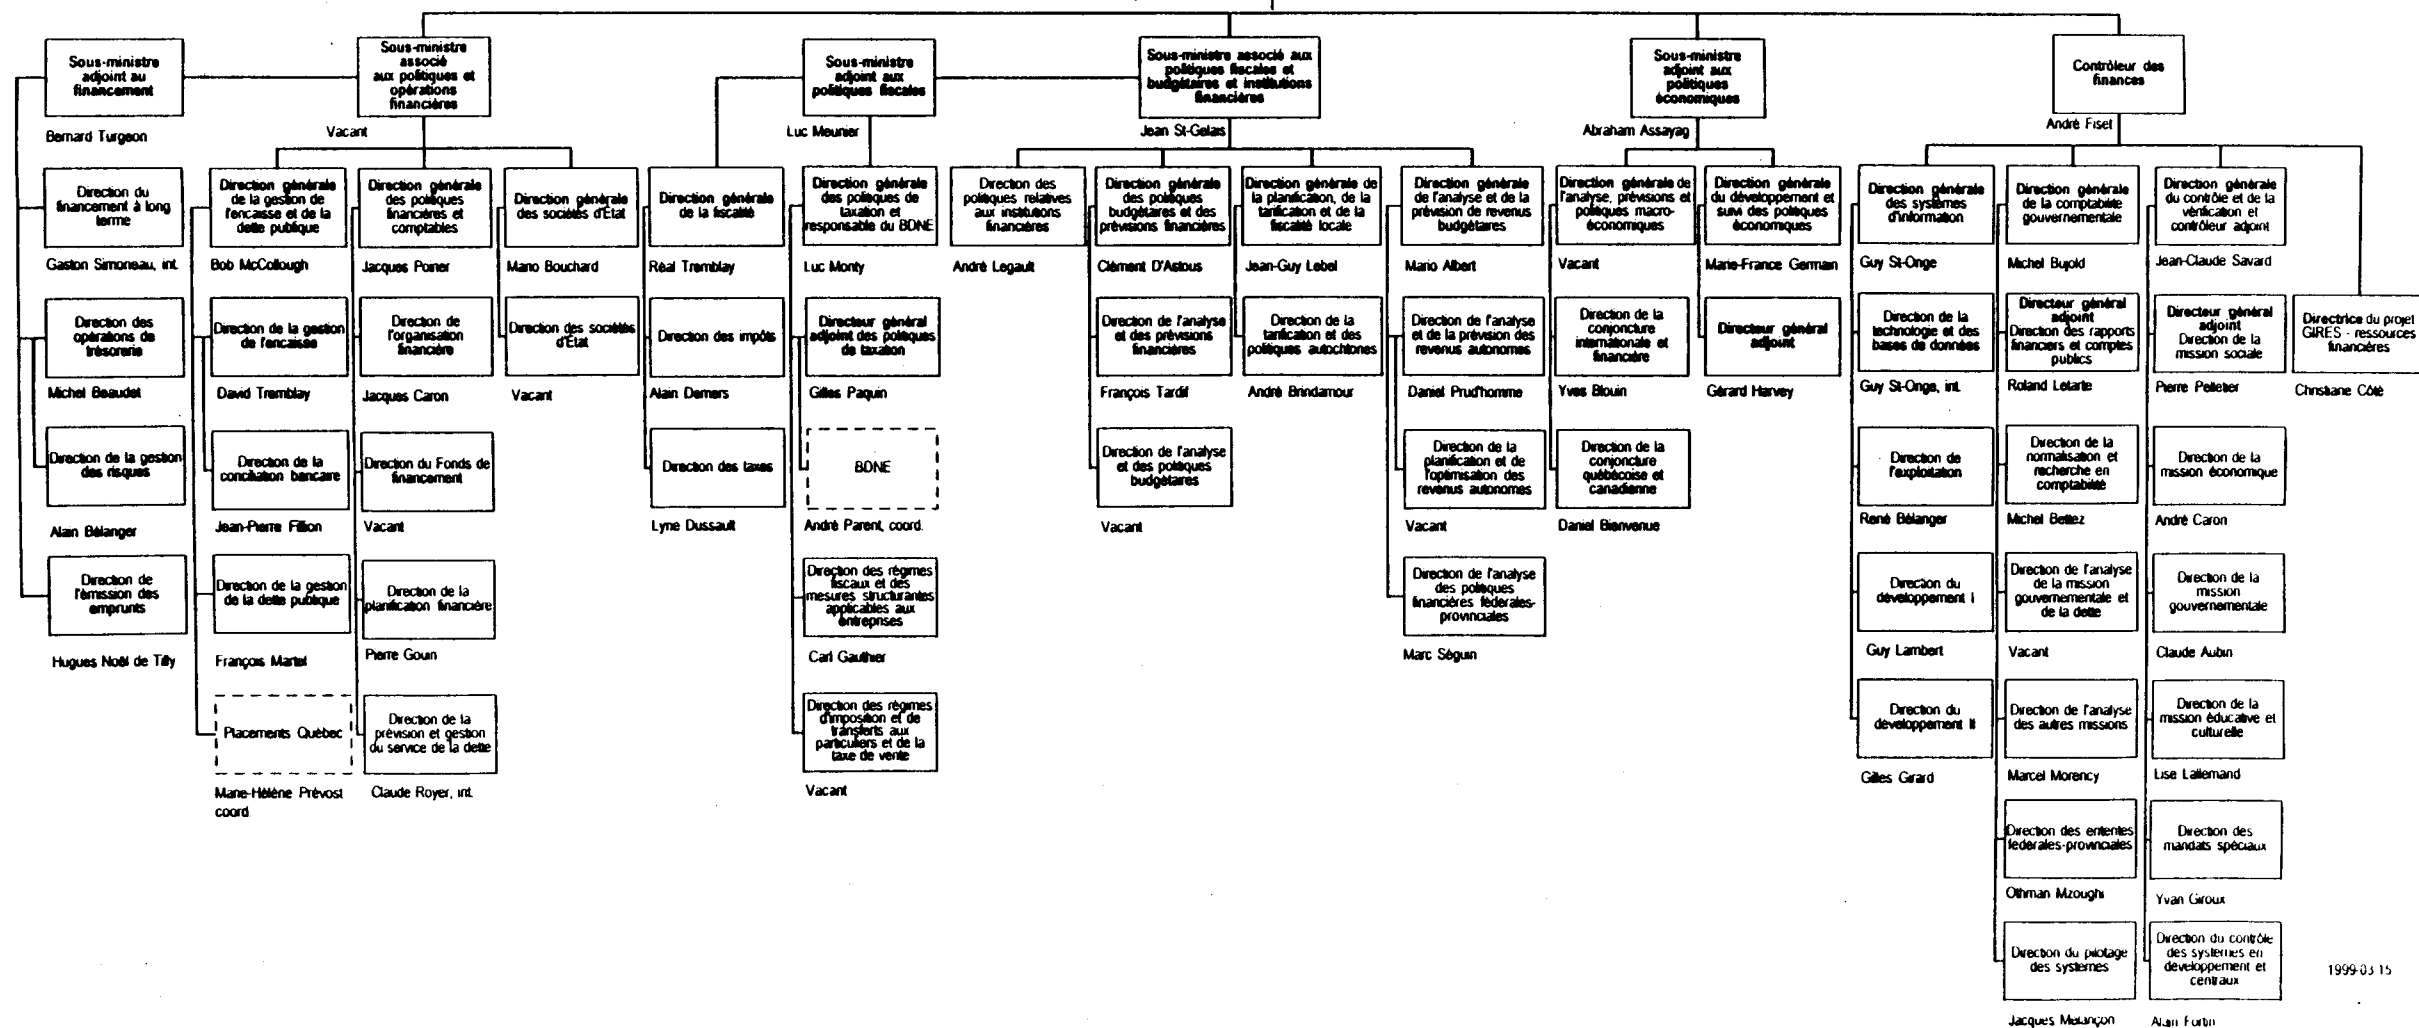 Sous-ministre
adjoint au
financement
Bernard Turgeon
Sous-ministre
associé
aux politiques et
opérations
financières
Vacant
Sous-ministre
adjoint aux
politiques fiscales
Luc Meunier
Sous-ministre associé aux
politiques fiscales et
budgétaires et institutions
financières
Jean St-Gelais
Sous-ministre
adjoint aux
politiques
économiques
Abraham Assayag
Contrôleur des
finances
André Fiset
Direction du
financement à long
terme
Gaston Simoneau, int.
Direction des
opérations de
trésorerie
Michel Beaudet
Direction de la gestion
des risques
Alain Bélanger
Direction de
l'émission des
emprunts
Hugues Noël de Tilly
Direction générale
de la gestion de
l'encaisse et de la
dette publique
Bob McCollough
Direction de la gestion
de l'encaisse
David Tremblay
Direction de la
conciliation bancaire
Jean-Pierre Fillion
Direction de la gestion
de la dette publique
François Martel
Placements Québec
Marie-Hélène Prévost
coord.
Direction générale
des politiques
financières et
comptables
Jacques Poirier
Direction de
l'organisation
financière
Jacques Caron
Direction du Fonds de
financement
Vacant
Direction de la
planification financière
Pierre Gouin
Direction de la
prévision et gestion
du service de la dette
Claude Royer, int.
Direction générale
des sociétés d'État
Mario Bouchard
Direction des sociétés
d'État
Vacant
Direction générale
de la fiscalité
Réal Tremblay
Direction des impôts
Alain Demers
Direction des taxes
Lyne Dussault
Direction générale
des politiques de
taxation et
responsable du BDNE
Luc Monty
Directeur général
adjoint des politiques
de taxation
Gilles Paquin
BDNE
André Parent, coord.
Direction des régimes
fiscaux et des
mesures structurantes
applicables aux
entreprises
Carl Gauthier
Direction des régimes
d'imposition et de
transferts aux
particuliers et de la
taxe de vente
Vacant
Direction des
politiques relatives
aux institutions
financières
André Legault
Direction générale
des politiques
budgétaires et des
prévisions financières
Clément D'Astous
Direction de l'analyse
et des prévisions
financières
François Tardif
Direction de l'analyse
et des politiques
budgétaires
Vacant
Direction générale de
la planification, de la
tarification et de la
fiscalité locale
Jean-Guy Lebel
Direction de la
tarification et des
politiques autochtones
André Brindamour
Direction générale
de l'analyse et de la
prévision de revenus
budgétaires
Mario Albert
Direction de l'analyse
et de la prévision des
revenus autonomes
Daniel Prud'homme
Direction de la
planification et de
l'optimisation des
revenus autonomes
Vacant
Direction de l'analyse
des politiques
financières fédérales-
provinciales
Marc Séguin
Direction générale de
l'analyse, prévisions et
politiques macro-
économiques
Vacant
Direction de la
conjoncture
internationale et
financière
Yves Blouin
Direction de la
conjoncture
québécoise et
canadienne
Daniel Bienvenue
Direction générale
du développement et
suivi des politiques
économiques
Marie-France Germain
Directeur général
adjoint
Gérard Harvey
Direction générale
des systèmes
d'information
Guy St-Onge
Direction de la
technologie et des
bases de données
Guy St-Onge, int.
Direction de
l'exploitation
René Bélanger
Direction du
développement I
Guy Lambert
Direction du
développement II
Gilles Girard
Direction générale
de la comptabilité
gouvernementale
Michel Bujold
Directeur général
adjoint
Direction des rapports
financiers et comptes
publics
Roland Letarte
Direction de la
normalisation et
recherche en
comptabilité
Michel Bettez
Direction de l'analyse
de la mission
gouvernementale et
de la dette
Vacant
Direction de l'analyse
des autres missions
Marcel Morency
Direction des ententes
fédérales-provinciales
Othman Mzoughi
Direction du pilotage
des systèmes
Jacques Melançon
Direction générale
du contrôle et de la
vérification et
contrôleur adjoint
Jean-Claude Savard
Directeur général
adjoint
Direction de la
mission sociale
Pierre Pelletier
Direction de la
mission économique
André Caron
Direction de la
mission
gouvernementale
Claude Aubin
Direction de la
mission éducative et
culturelle
Lise Lallemand
Direction des
mandats spéciaux
Yvan Giroux
Direction du contrôle
des systèmes en
développement et
centraux
Alain Fortin
Directrice du projet
GIRES - ressources
financières
Christiane Côté
1999-03-15